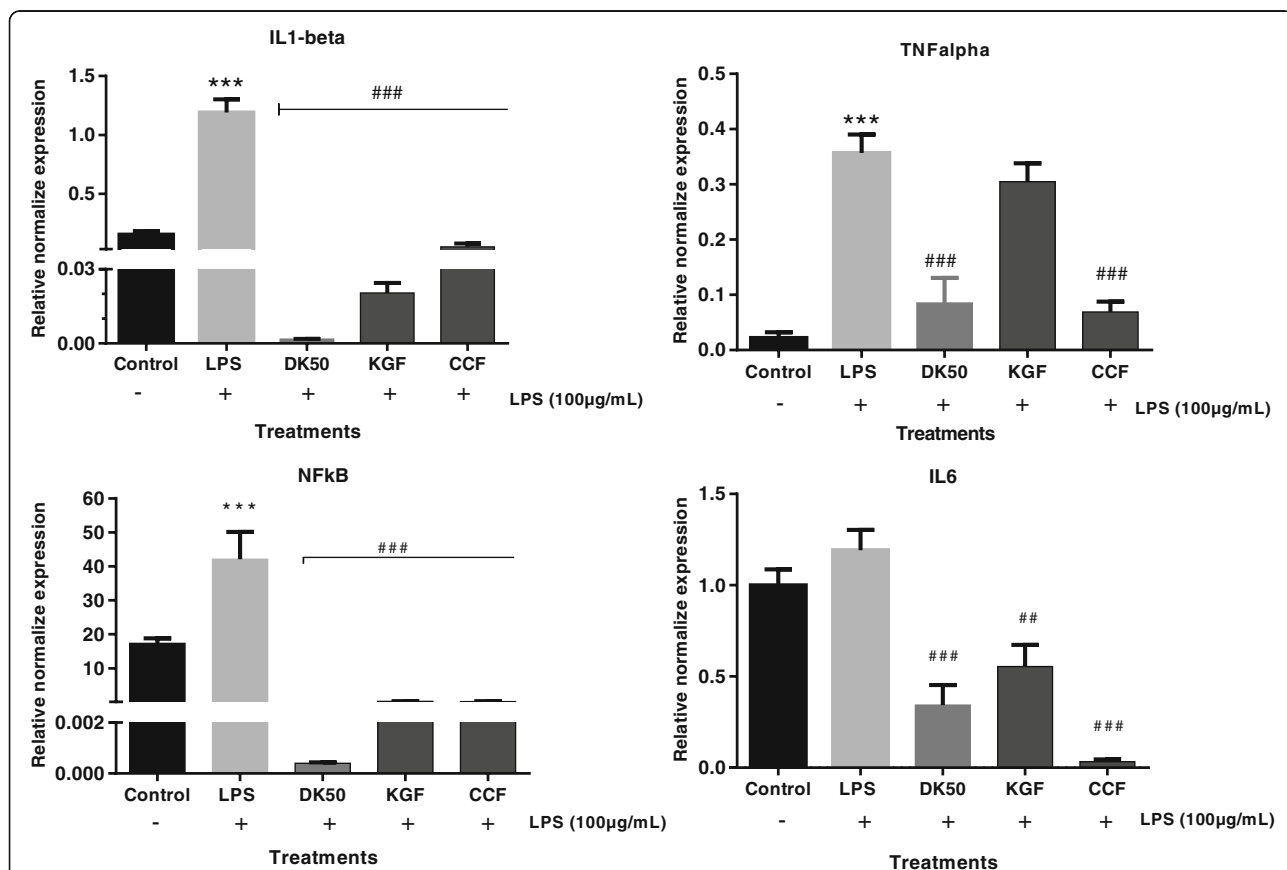 IL1-beta
Relative normalize expression
1.5
1.0
0.5
0.03
0.00
***
###
Control LPS DK50 KGF CCF
- + + + + LPS (100µg/mL)
Treatments
TNFalpha
Relative normalize expression
0.5
0.4
0.3
0.2
0.1
0.0
***
###
###
Control LPS DK50 KGF CCF
- + + + + LPS (100µg/mL)
Treatments
NFkB
Relative normalize expression
60
50
40
30
20
10
0.002
0.000
***
###
Control LPS DK50 KGF CCF
- + + + + LPS (100µg/mL)
Treatments
IL6
Relative normalize expression
1.5
1.0
0.5
0.0
###
##
###
Control LPS DK50 KGF CCF
- + + + + LPS (100µg/mL)
Treatments